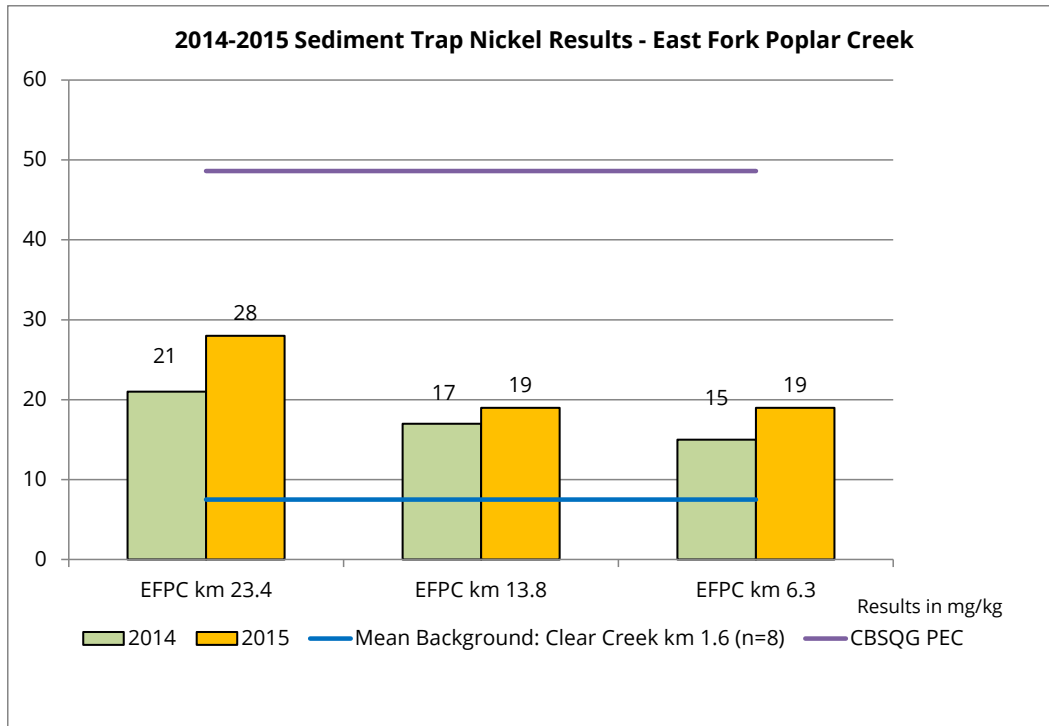 2014-2015 Sediment Trap Nickel Results - East Fork Poplar Creek
60
50
40
30
20
10
0
21
28
17
19
15
19
EFPC km 23.4
EFPC km 13.8
EFPC km 6.3
Results in mg/kg
2014
2015
Mean Background: Clear Creek km 1.6 (n=8)
CBSQG PEC